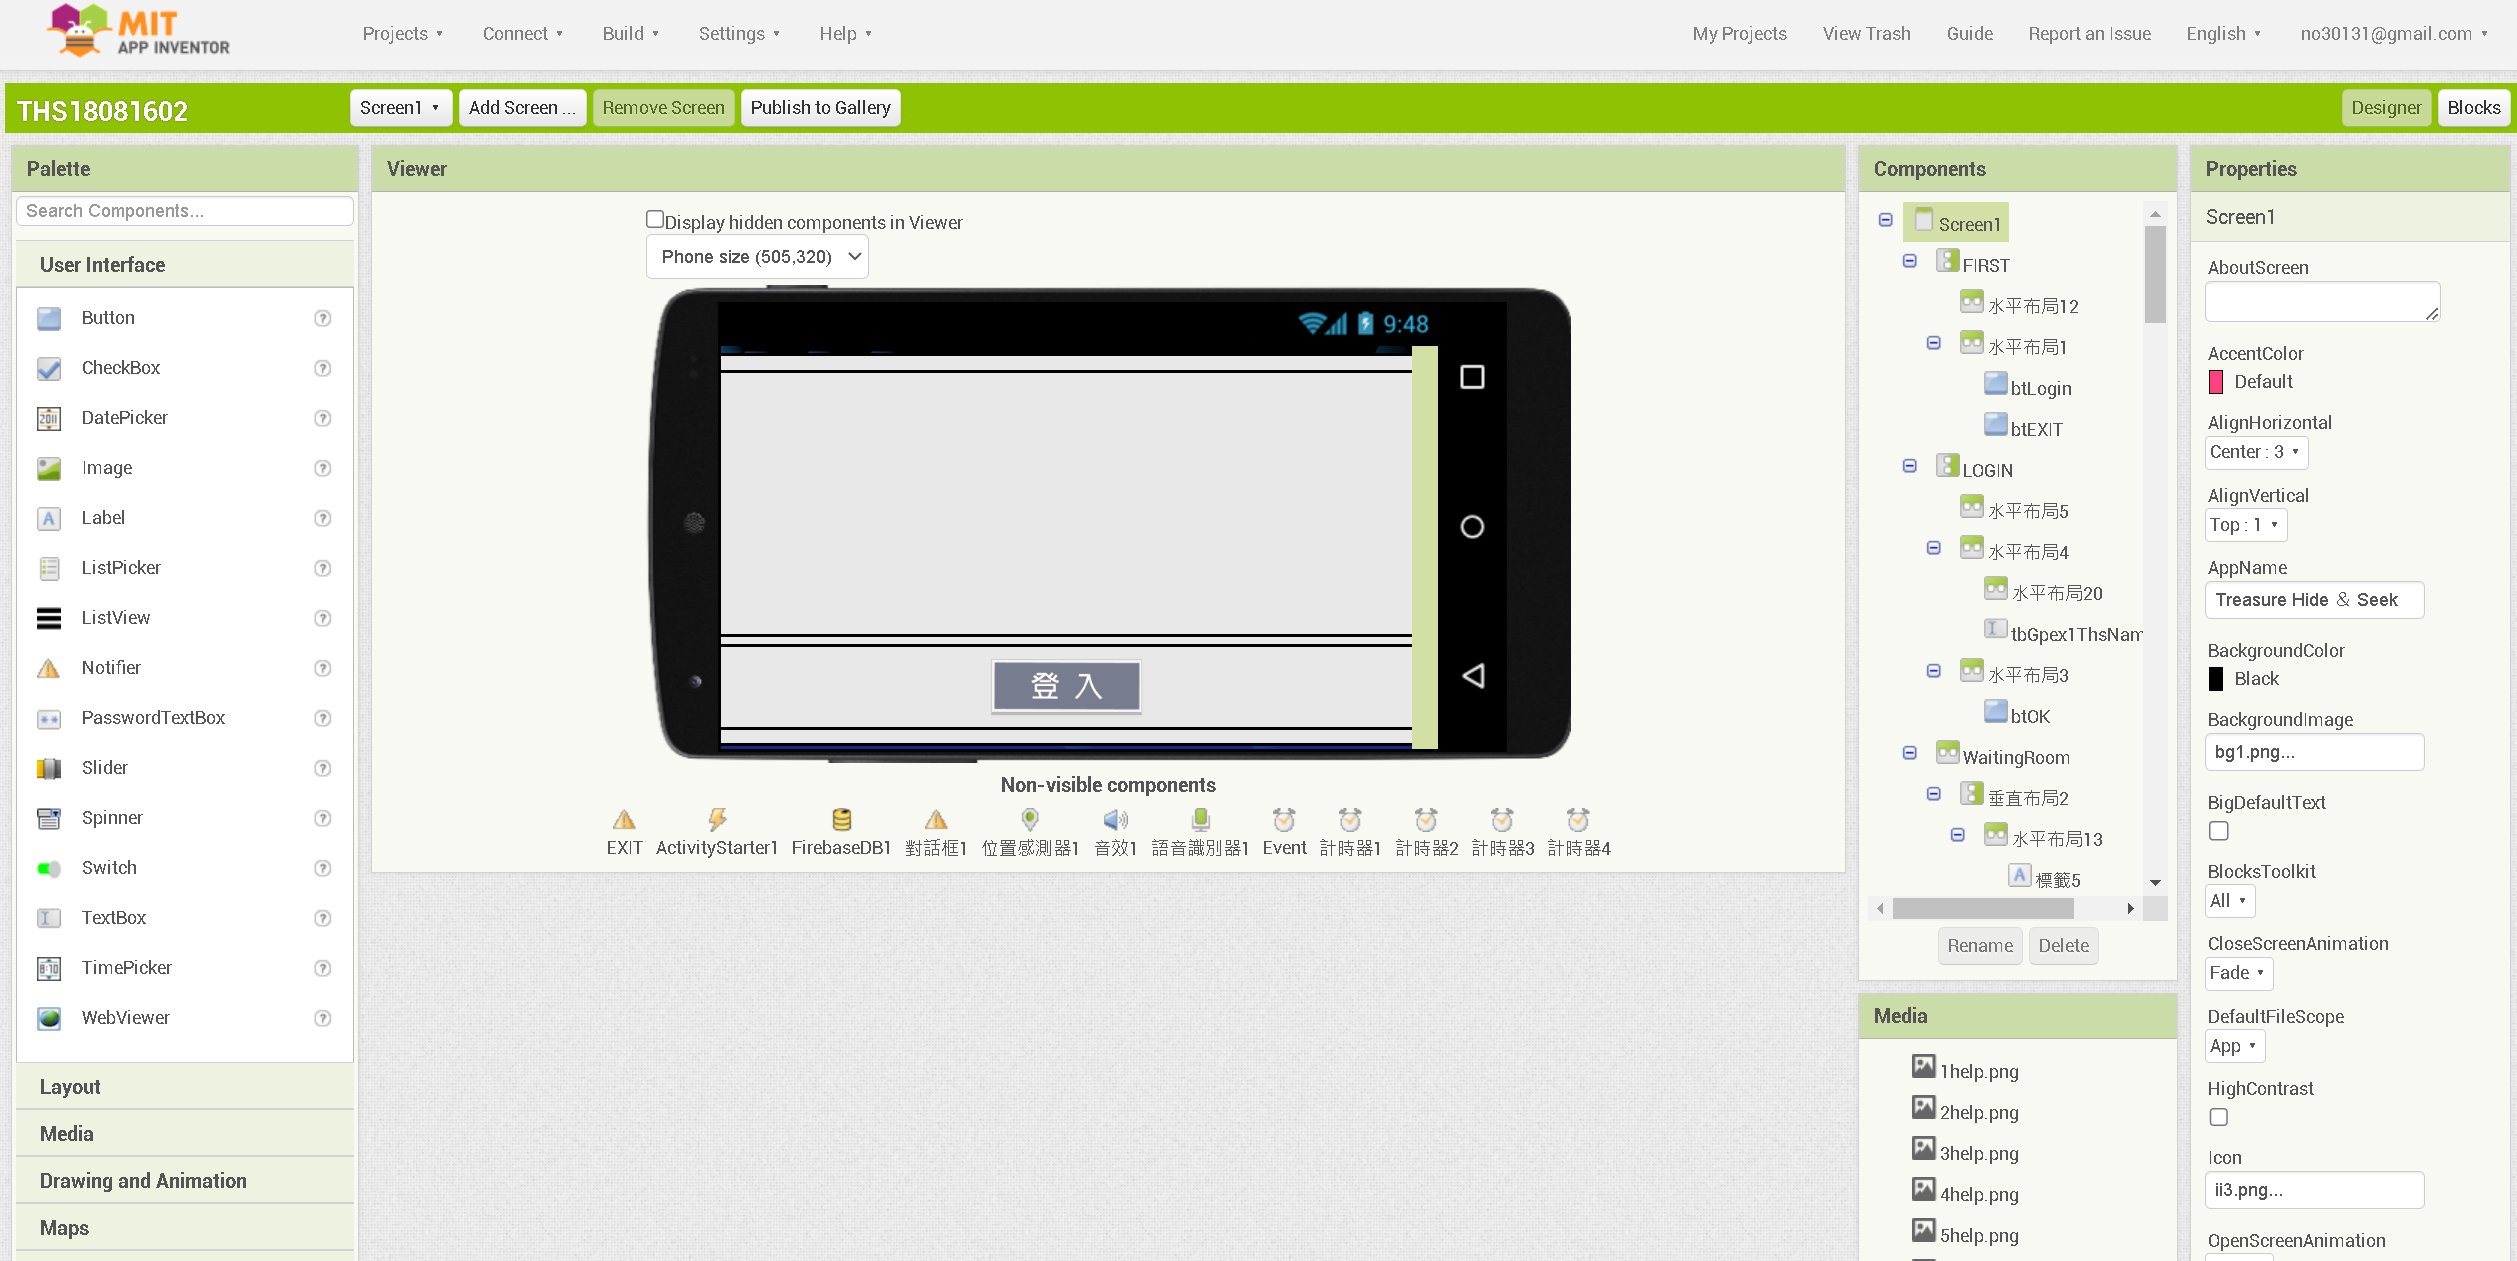 MIT
APP INVENTOR
Projects
Connect
Build
Settings
Help
My Projects
View Trash
Guide
Report an Issue
English
no30131@gmail.com
THS18081602
Screen1
Add Screen ...
Remove Screen
Publish to Gallery
Designer
Blocks
Palette
Search Components...
User Interface
Button
CheckBox
DatePicker
Image
Label
ListPicker
ListView
Notifier
PasswordTextBox
Slider
Spinner
Switch
TextBox
TimePicker
WebViewer
Layout
Media
Drawing and Animation
Maps
Viewer
Display hidden components in Viewer
Phone size (505,320)
9:48
登 入
Non-visible components
EXIT
ActivityStarter1
FirebaseDB1
對話框1
位置感測器1
音效1
語音識別器1
Event
計時器1
計時器2
計時器3
計時器4
Components
Screen1
FIRST
水平布局12
水平布局1
btLogin
btEXIT
LOGIN
水平布局5
水平布局4
水平布局20
tbGpex1ThsNam
水平布局3
btOK
WaitingRoom
垂直布局2
水平布局13
標籤5
Rename
Delete
Media
1help.png
2help.png
3help.png
4help.png
5help.png
Properties
Screen1
AboutScreen
AccentColor
Default
AlignHorizontal
Center : 3
AlignVertical
Top : 1
AppName
Treasure Hide ＆ Seek
BackgroundColor
Black
BackgroundImage
bg1.png...
BigDefaultText
BlocksToolkit
All
CloseScreenAnimation
Fade
DefaultFileScope
App
HighContrast
Icon
ii3.png...
OpenScreenAnimation